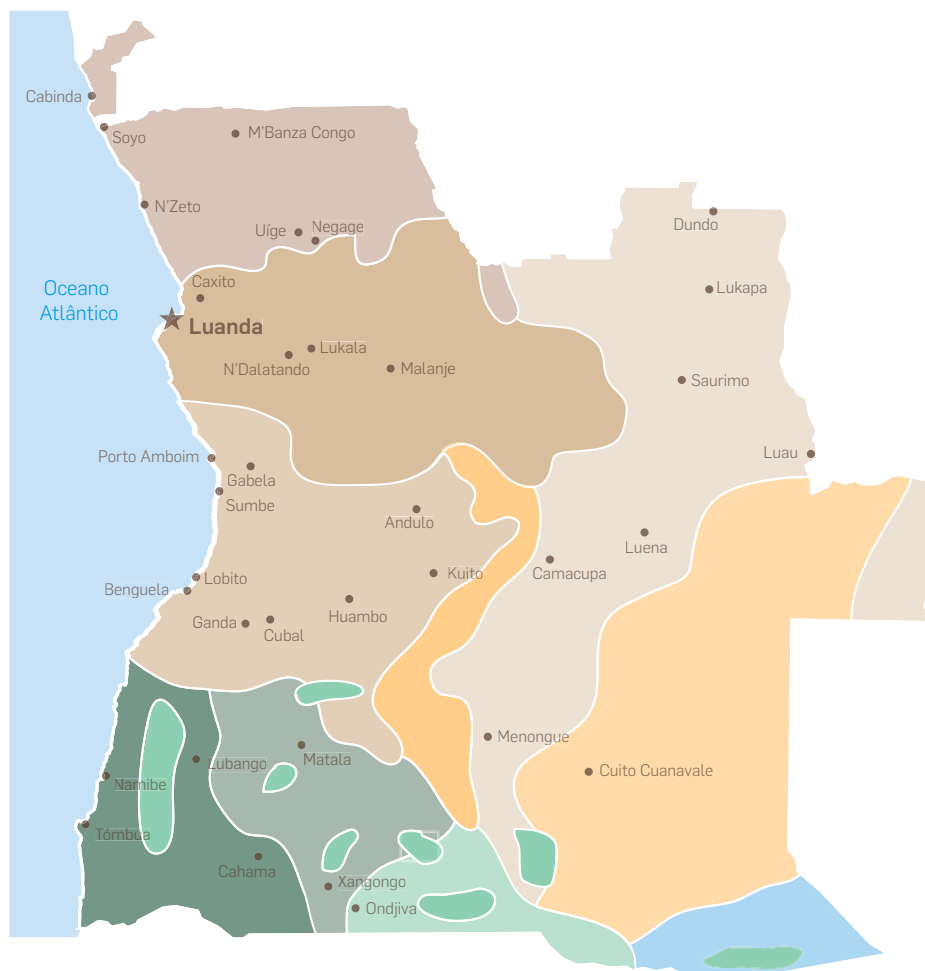 Cabinda
Soyo
M'Banza Congo
N'Zeto
Uíge
Negage
Dundo
Caxito
Oceano
Atlântico
Lukapa
Luanda
Lukala
N'Dalatando
Malanje
Saurimo
Porto Amboim
Luau
Gabela
Sumbe
Andulo
Luena
Kuito
Camacupa
Lobito
Benguela
Huambo
Ganda
Cubal
Menongue
Matala
Lubango
Cuito Cuanavale
Namibe
Tómbua
Cahama
Xangongo
Ondjiva